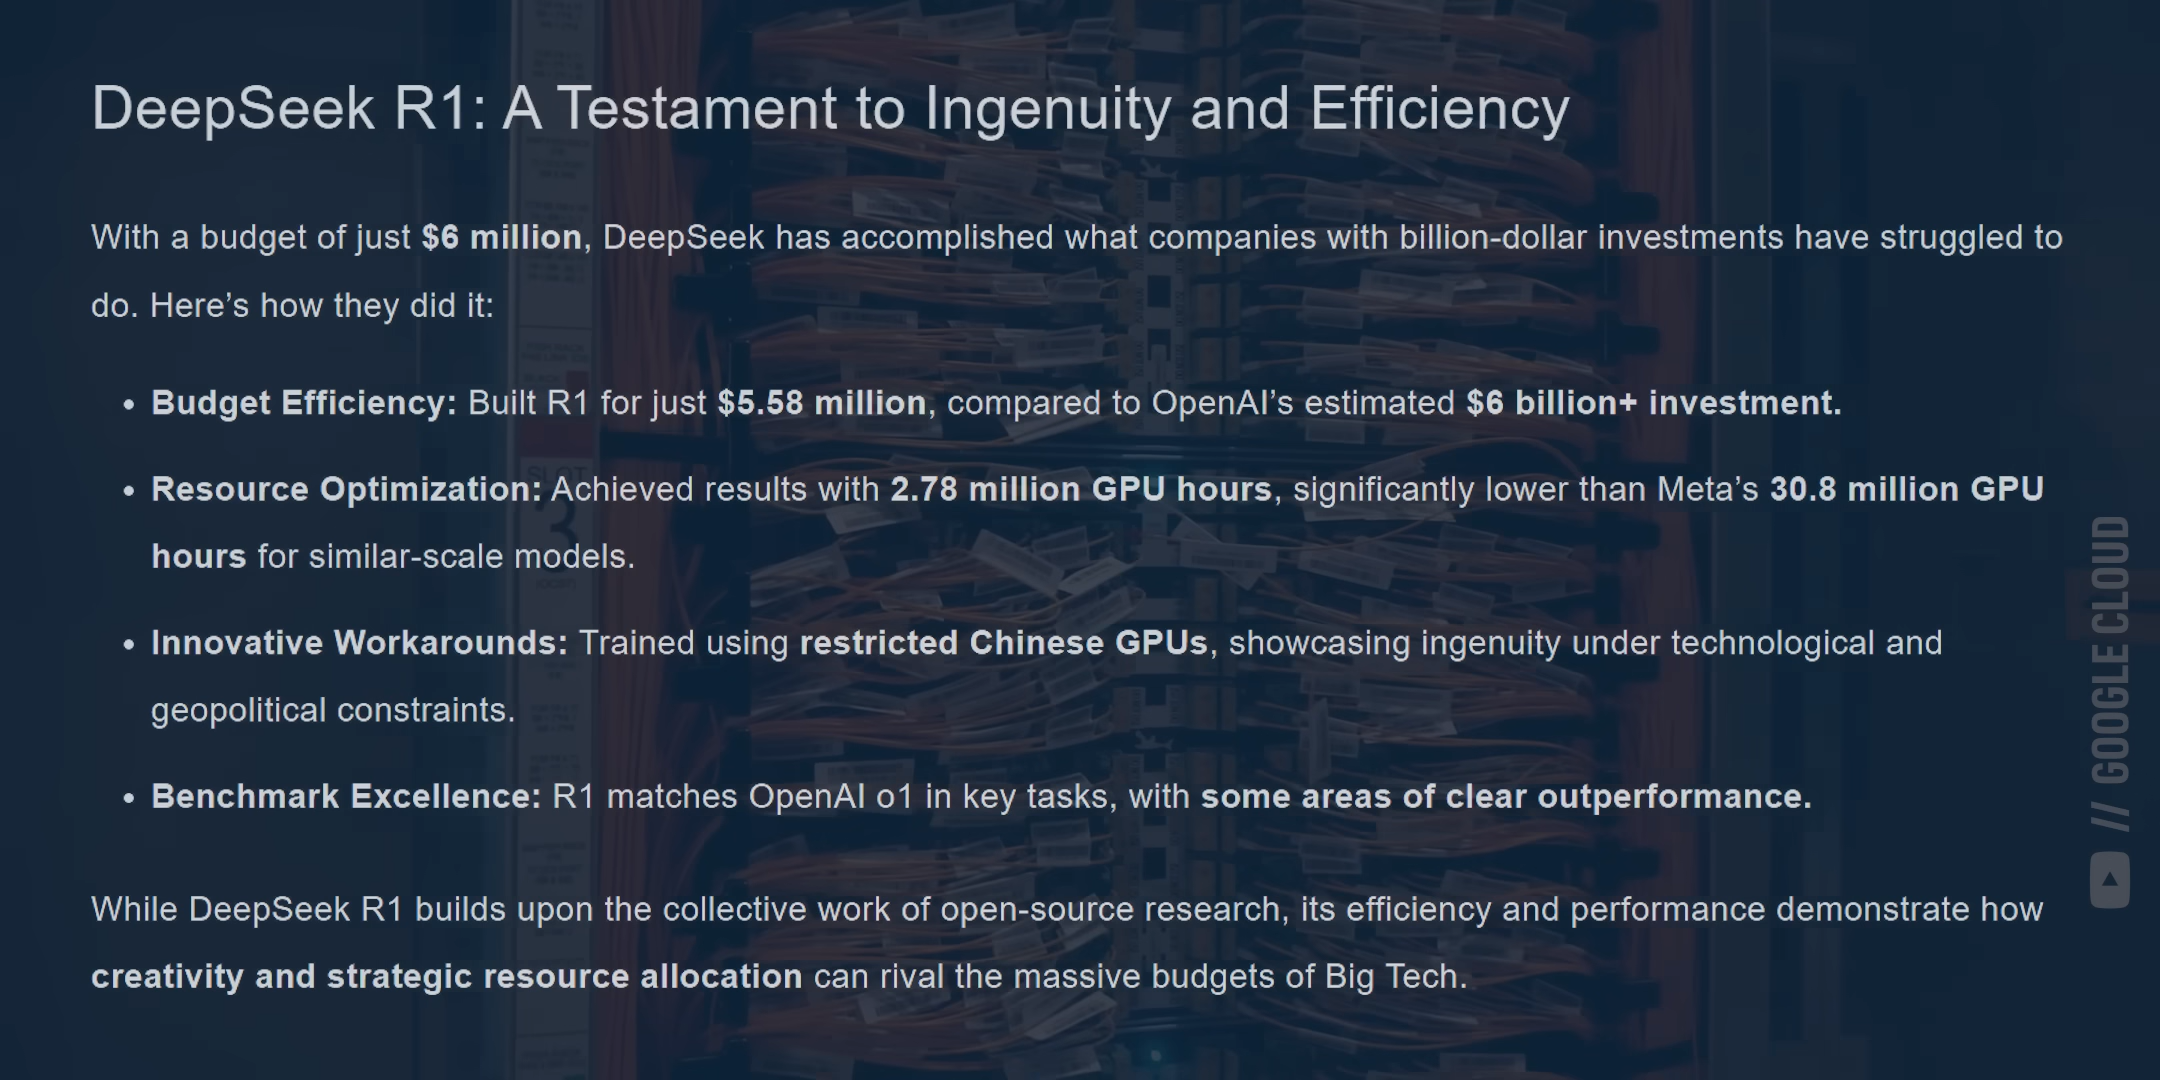 DeepSeek R1: A Testament to Ingenuity and Efficiency
With a budget of just $6 million, DeepSeek has accomplished what companies with billion-dollar investments have struggled to
do. Here’s how they did it:
• Budget Efficiency: Built R1 for just $5.58 million, compared to OpenAI’s estimated $6 billion+ investment.
• Resource Optimization: Achieved results with 2.78 million GPU hours, significantly lower than Meta’s 30.8 million GPU
hours for similar-scale models.
• Innovative Workarounds: Trained using restricted Chinese GPUs, showcasing ingenuity under technological and
geopolitical constraints.
• Benchmark Excellence: R1 matches OpenAI o1 in key tasks, with some areas of clear outperformance.
While DeepSeek R1 builds upon the collective work of open-source research, its efficiency and performance demonstrate how
creativity and strategic resource allocation can rival the massive budgets of Big Tech.
// GOOGLE CLOUD
SLOT
3